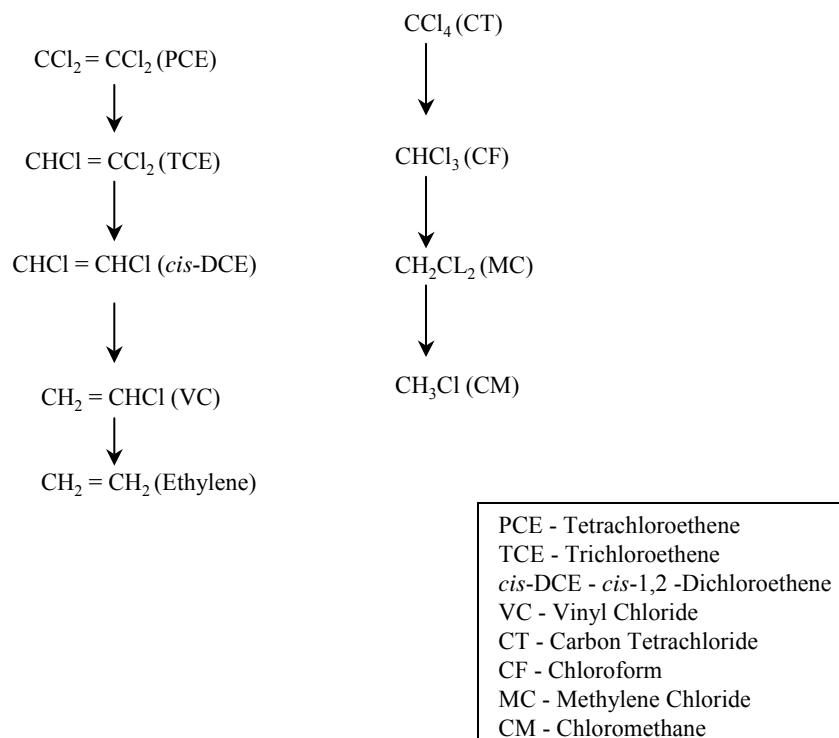 CCl₂ = CCl₂ (PCE)
CHCl = CCl₂ (TCE)
CHCl = CHCl (cis-DCE)
CH₂ = CHCl (VC)
CH₂ = CH₂ (Ethylene)
CCl₄ (CT)
CHCl₃ (CF)
CH₂CL₂ (MC)
CH₃Cl (CM)
PCE - Tetrachloroethene
TCE - Trichloroethene
cis-DCE - cis-1,2 -Dichloroethene
VC - Vinyl Chloride
CT - Carbon Tetrachloride
CF - Chloroform
MC - Methylene Chloride
CM - Chloromethane